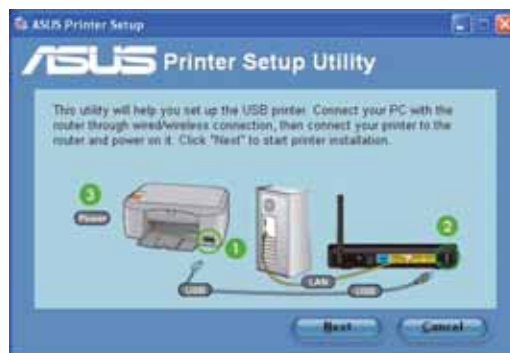 ASUS Printer Setup
ASUS Printer Setup Utility
This utility will help you set up the USB printer. Connect your PC with the
router through wired/wireless connection, then connect your printer to the
router and power on it. Click "Next" to start printer installation.
3
Power
1
2
LAN
USB
USB
Next
Cancel